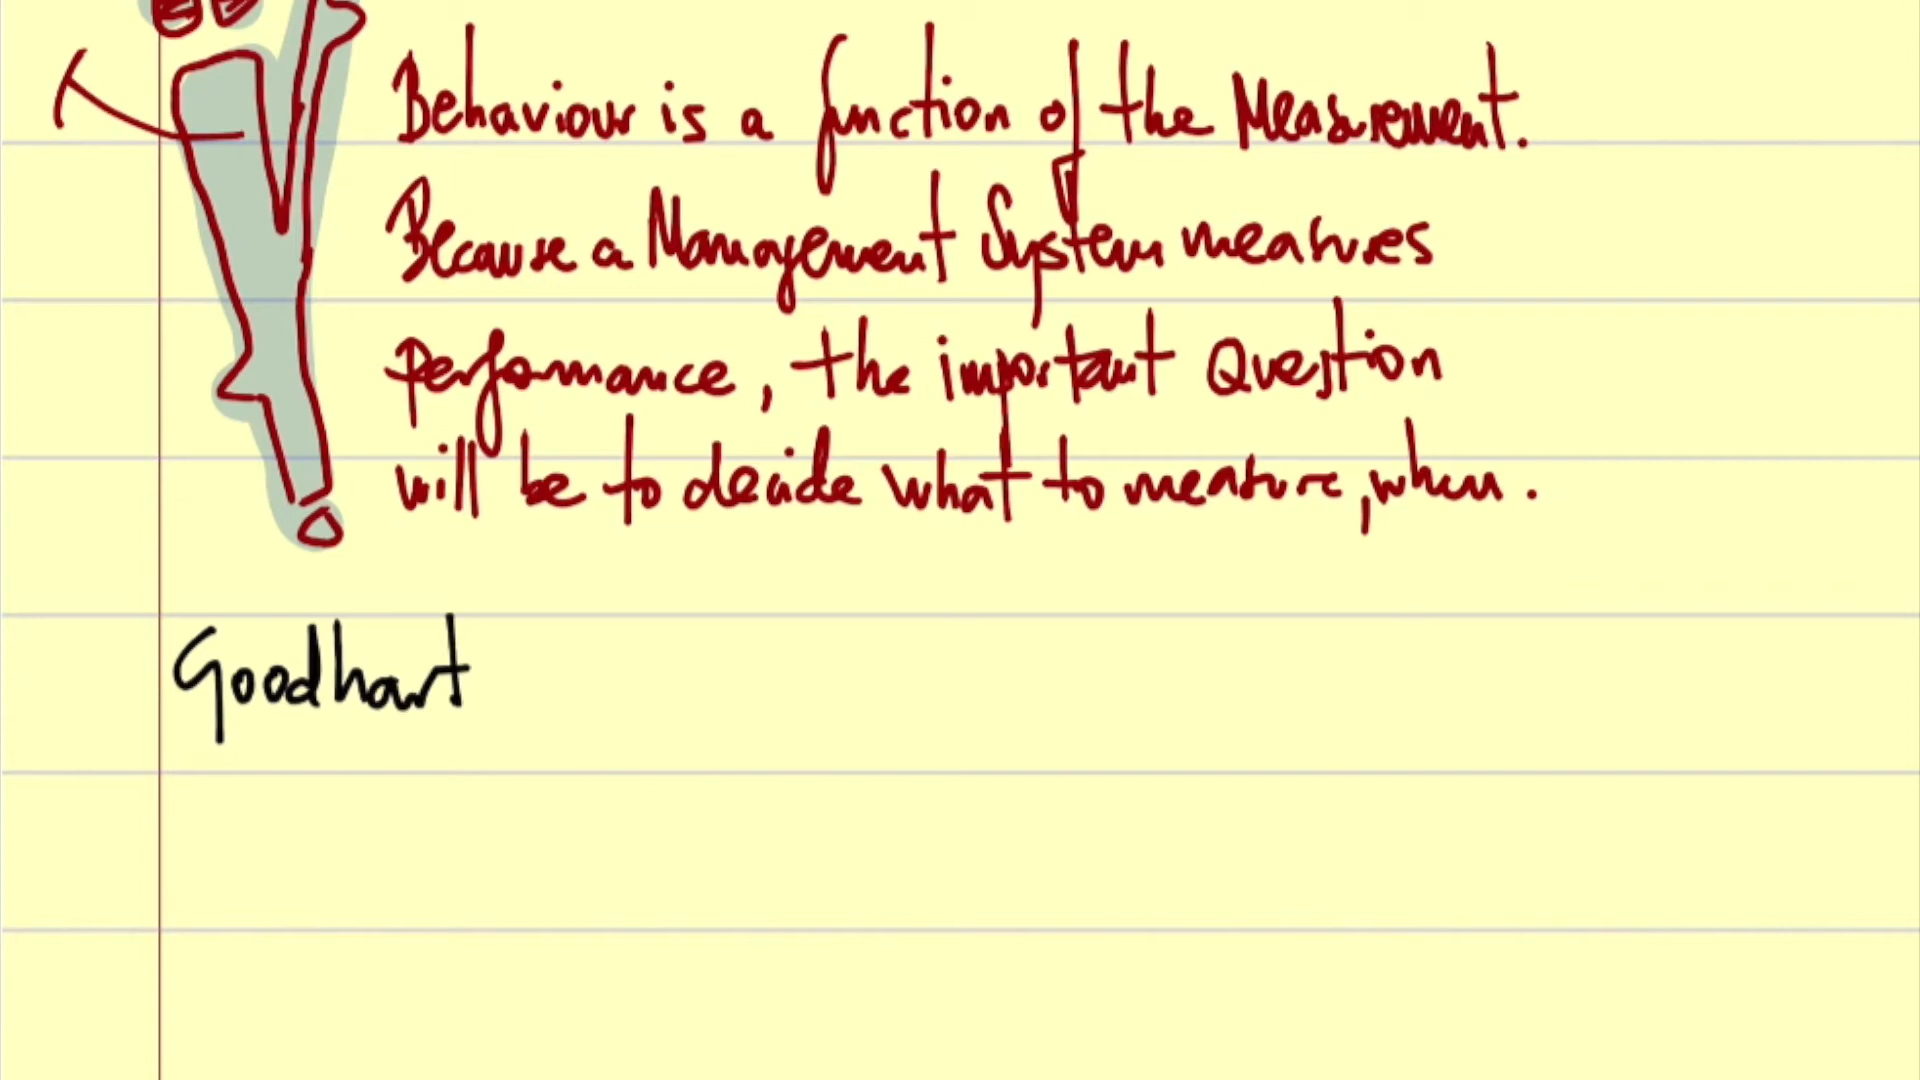 Behaviour is a function of the Measurement.
Because a Management System measures
performance, the important Question
will be to decide what to measure, when.
Goodhart